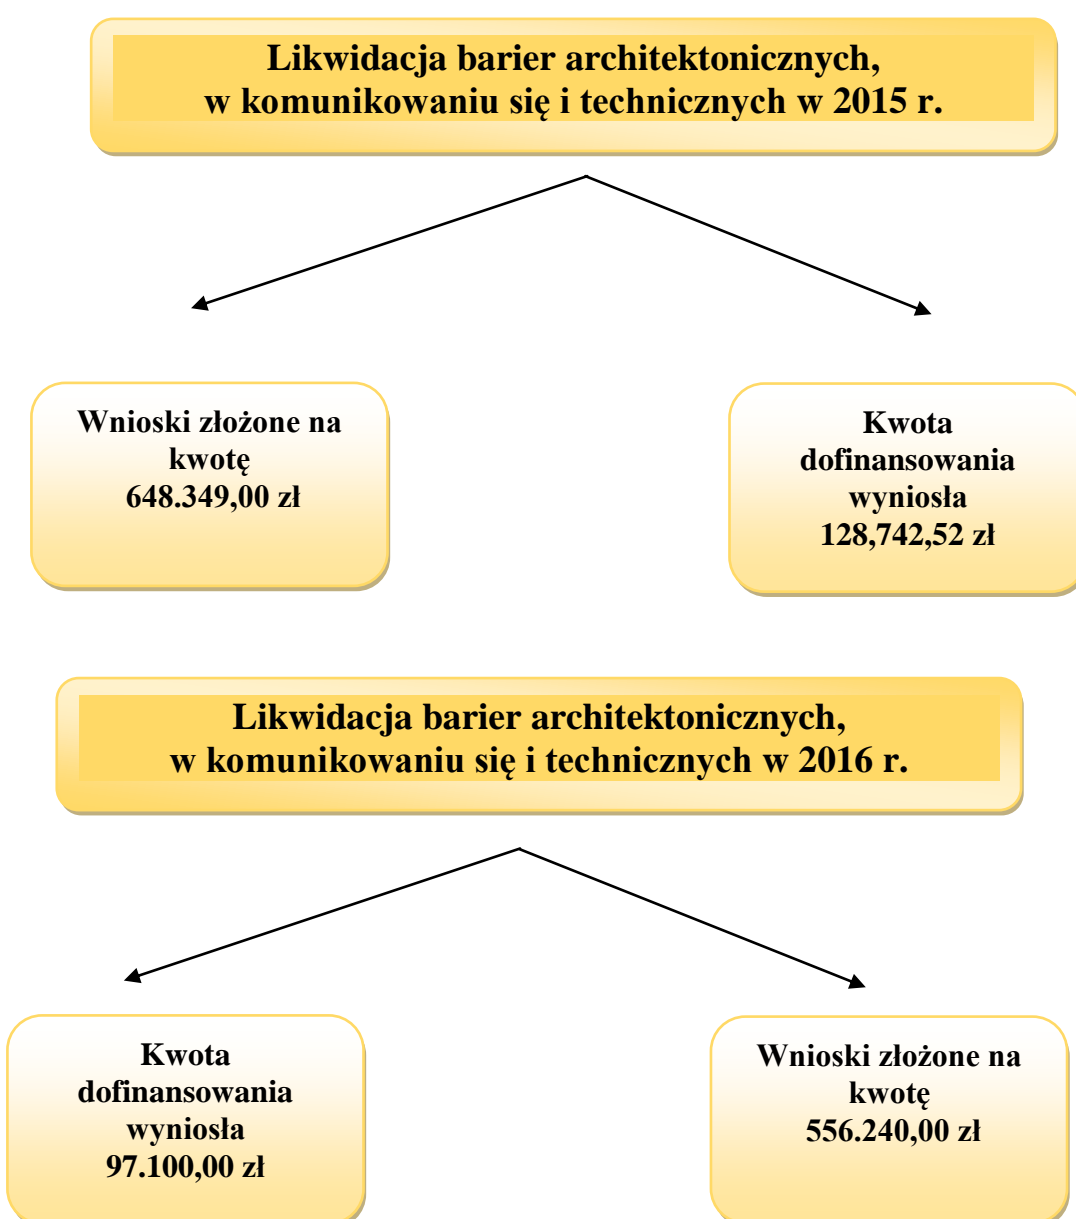 Likwidacja barier architektonicznych,
w komunikowaniu się i technicznych w 2015 r.
Wnioski złożone na
kwotę
648.349,00 zł
Kwota
dofinansowania
wyniosła
128,742,52 zł
Likwidacja barier architektonicznych,
w komunikowaniu się i technicznych w 2016 r.
Kwota
dofinansowania
wyniosła
97.100,00 zł
Wnioski złożone na
kwotę
556.240,00 zł